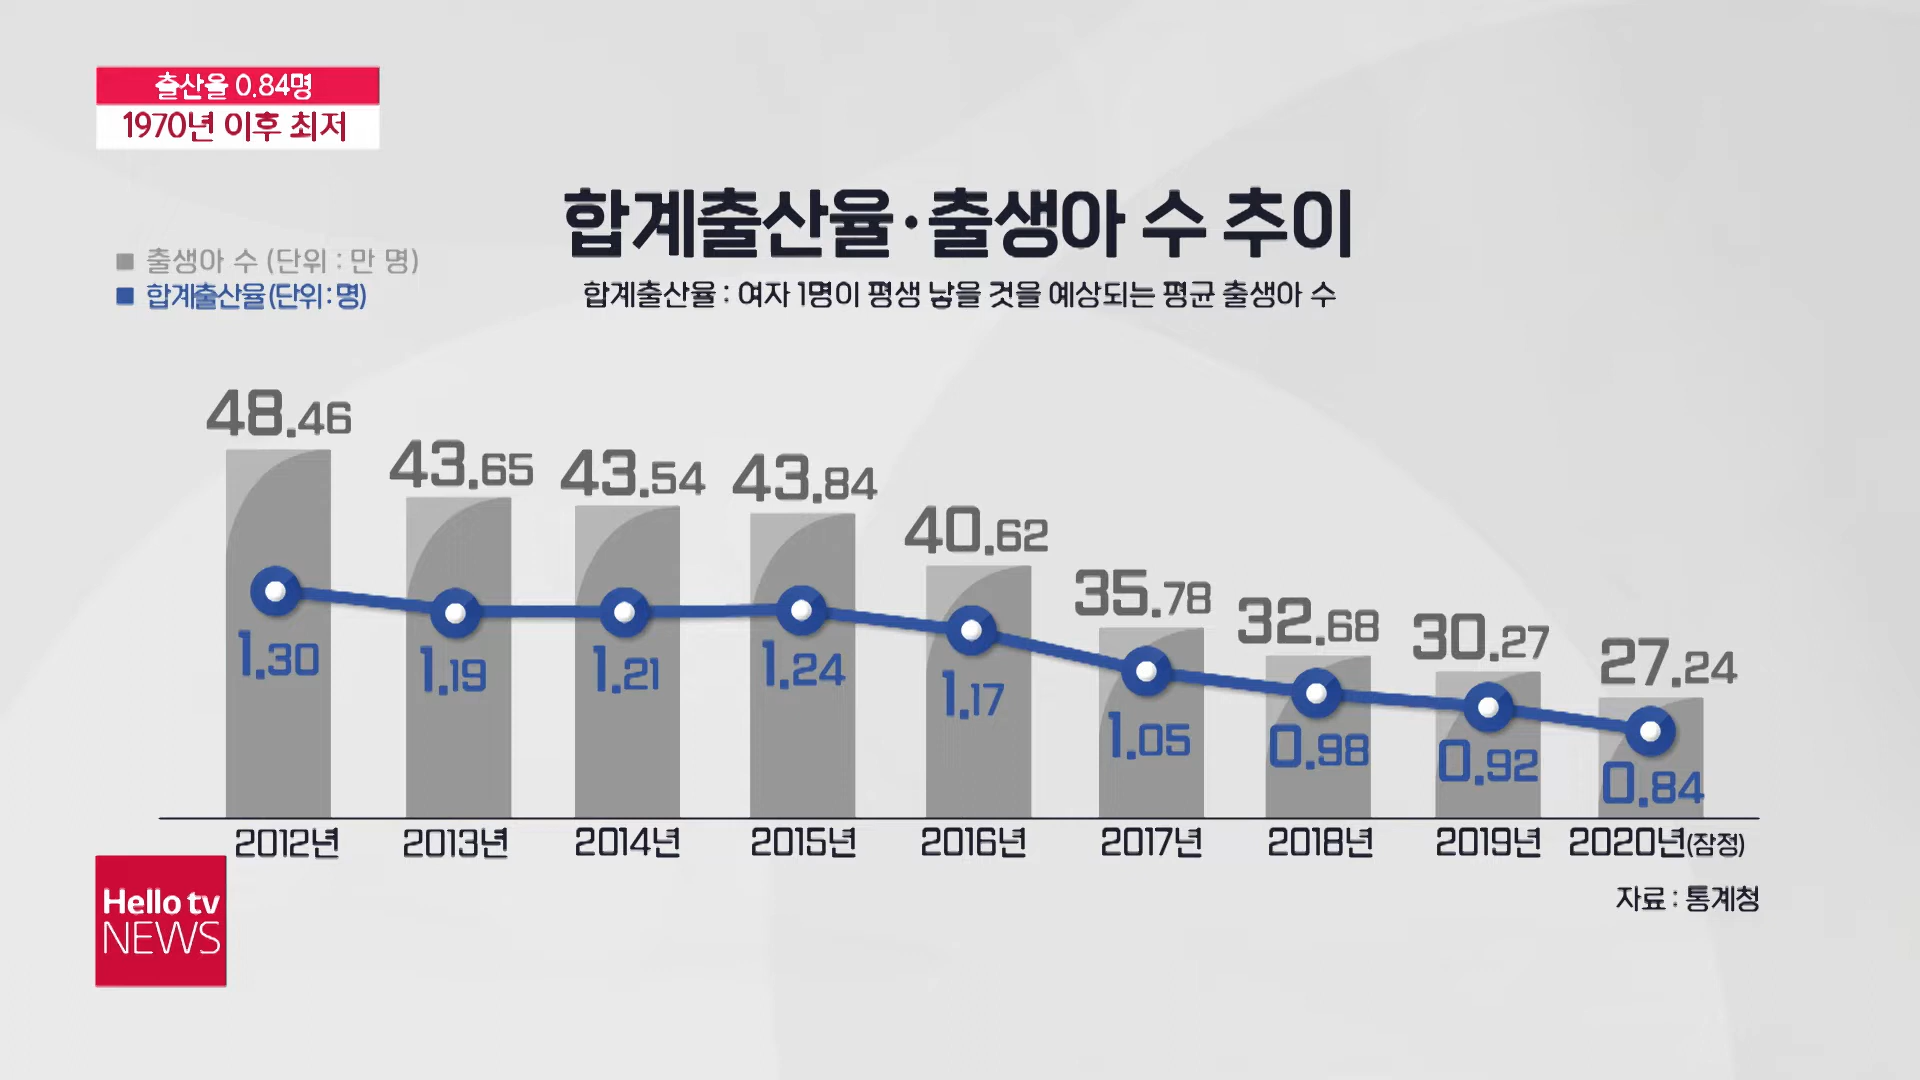 출산율 0.84명
1970년 이후 최저
합계출산율·출생아 수 추이
합계출산율 : 여자 1명이 평생 낳을 것을 예상되는 평균 출생아 수
출생아 수 (단위 : 만 명)
합계출산율(단위:명)
48.46 43.65 43.54 43.84 40.62 35.78 32.68 30.27 27.24
1.30 1.19 1.21 1.24 1.17 1.05 0.98 0.92 0.84
2012년 2013년 2014년 2015년 2016년 2017년 2018년 2019년 2020년(잠정)
자료 : 통계청
Hello tv
NEWS